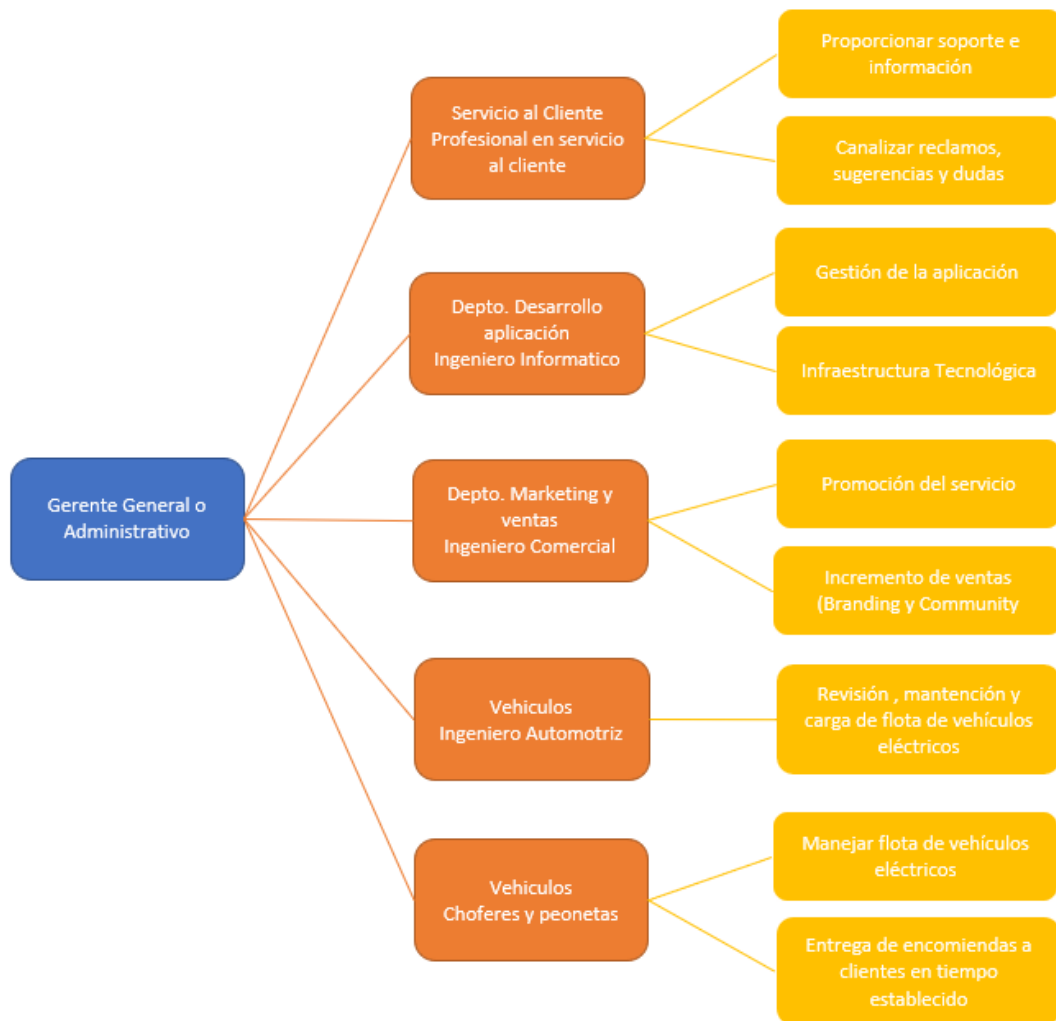 Gerente General o
Administrativo
Servicio al Cliente
Profesional en servicio
al cliente
Proporcionar soporte e
información
Canalizar reclamos,
sugerencias y dudas
Depto. Desarrollo
aplicación
Ingeniero Informatico
Gestión de la aplicación
Infraestructura Tecnológica
Depto. Marketing y
ventas
Ingeniero Comercial
Promoción del servicio
Incremento de ventas
(Branding y Community
Vehiculos
Ingeniero Automotriz
Revisión , mantención y
carga de flota de vehículos
eléctricos
Vehiculos
Choferes y peonetas
Manejar flota de vehículos
eléctricos
Entrega de encomiendas a
clientes en tiempo
establecido